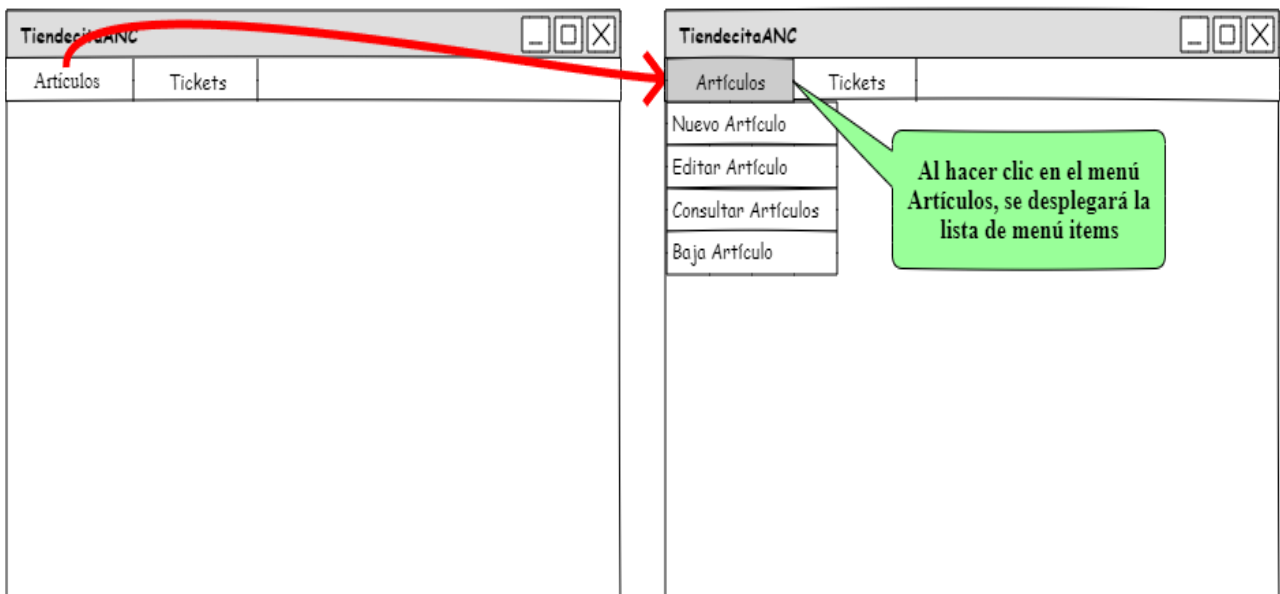 TiendecitaANC
Artículos
Tickets
TiendecitaANC
Artículos
Tickets
Nuevo Artículo
Editar Artículo
Consultar Artículos
Baja Artículo
Al hacer clic en el menú
Artículos, se desplegará la
lista de menú items